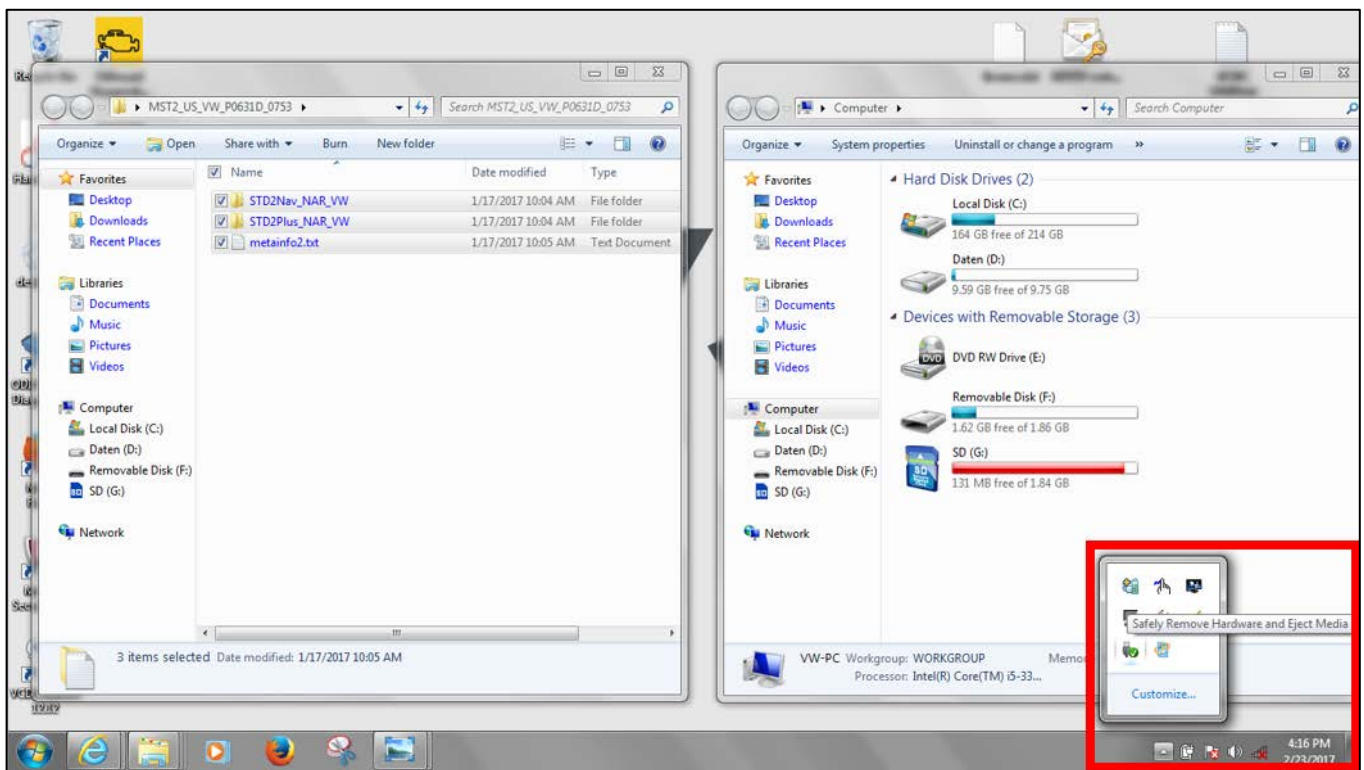 MST2_US_VW_P0631D_0753
Search MST2_US_VW_P0631D_0753
Organize
Open
Share with
Burn
New folder
Name
Date modified
Type
Favorites
Desktop
Downloads
Recent Places
Libraries
Documents
Music
Pictures
Videos
Computer
Local Disk (C:)
Daten (D:)
Removable Disk (F:)
SD (G:)
Network
STD2Nav_NAR_VW
1/17/2017 10:04 AM
File folder
STD2Plus_NAR_VW
1/17/2017 10:04 AM
File folder
metainfo2.txt
1/17/2017 10:05 AM
Text Document
3 items selected
Date modified: 1/17/2017 10:05 AM
Computer
Search Computer
Organize
System properties
Uninstall or change a program
»
Favorites
Desktop
Downloads
Recent Places
Libraries
Documents
Music
Pictures
Videos
Computer
Local Disk (C:)
Daten (D:)
Removable Disk (F:)
SD (G:)
Network
Hard Disk Drives (2)
Local Disk (C:)
164 GB free of 214 GB
Daten (D:)
9.59 GB free of 9.75 GB
Devices with Removable Storage (3)
DVD
DVD RW Drive (E:)
Removable Disk (F:)
1.62 GB free of 1.86 GB
SD (G:)
131 MB free of 1.84 GB
VW-PC
Workgroup: WORKGROUP
Processor: Intel(R) Core(TM) i5-33...
Safely Remove Hardware and Eject Media
Customize...
4:16 PM
2/23/2017